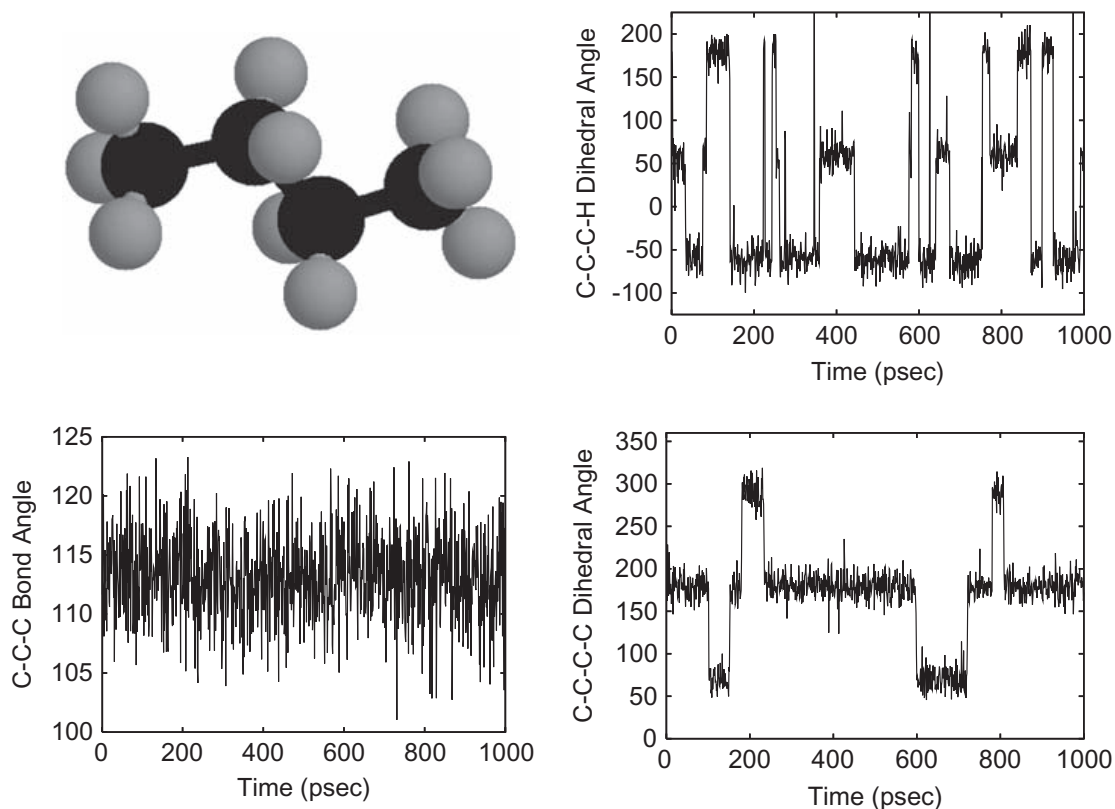 C-C-C-H Dihedral Angle
200
150
100
50
0
-50
-100
0 200 400 600 800 1000
Time (psec)
C-C-C Bond Angle
125
120
115
110
105
100
0 200 400 600 800 1000
Time (psec)
C-C-C-C Dihedral Angle
350
300
250
200
150
100
50
0
0 200 400 600 800 1000
Time (psec)